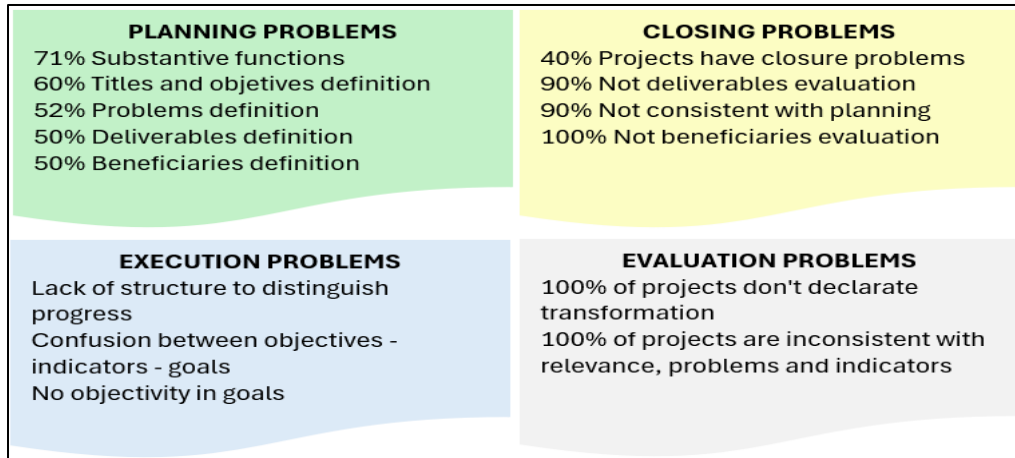 PLANNING PROBLEMS
71% Substantive functions
60% Titles and objetives definition
52% Problems definition
50% Deliverables definition
50% Beneficiaries definition
CLOSING PROBLEMS
40% Projects have closure problems
90% Not deliverables evaluation
90% Not consistent with planning
100% Not beneficiaries evaluation
EXECUTION PROBLEMS
Lack of structure to distinguish
progress
Confusion between objectives -
indicators - goals
No objectivity in goals
EVALUATION PROBLEMS
100% of projects don't declarate
transformation
100% of projects are inconsistent with
relevance, problems and indicators